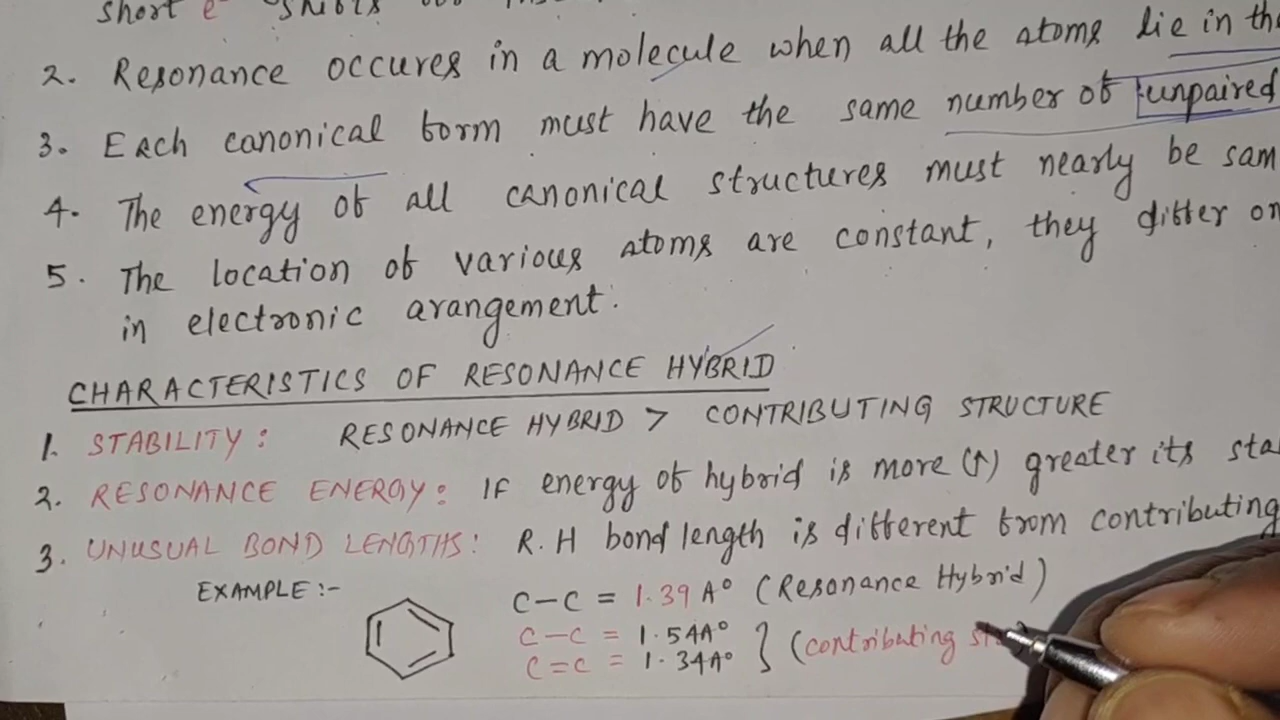 short e⁻ shifts
2. Resonance occures in a molecule when all the atoms lie in the
3. Each canonical form must have the same number of unpaired
4. The energy of all canonical structures must nearly be sam
5. The location of various atoms are constant, they differ on
in electronic arangement.
CHARACTERISTICS OF RESONANCE HYBRID
1. STABILITY: RESONANCE HYBRID > CONTRIBUTING STRUCTURE
2. RESONANCE ENERGY: IF energy of hybrid is more (↑) greater its sta
3. UNUSUAL BOND LENGTHS: R.H bond length is different from contributing
EXAMPLE :-
C-C = 1.39 A° (Resonance Hybrid)
C-C = 1.54A°
C=C = 1.34A° } (contributing